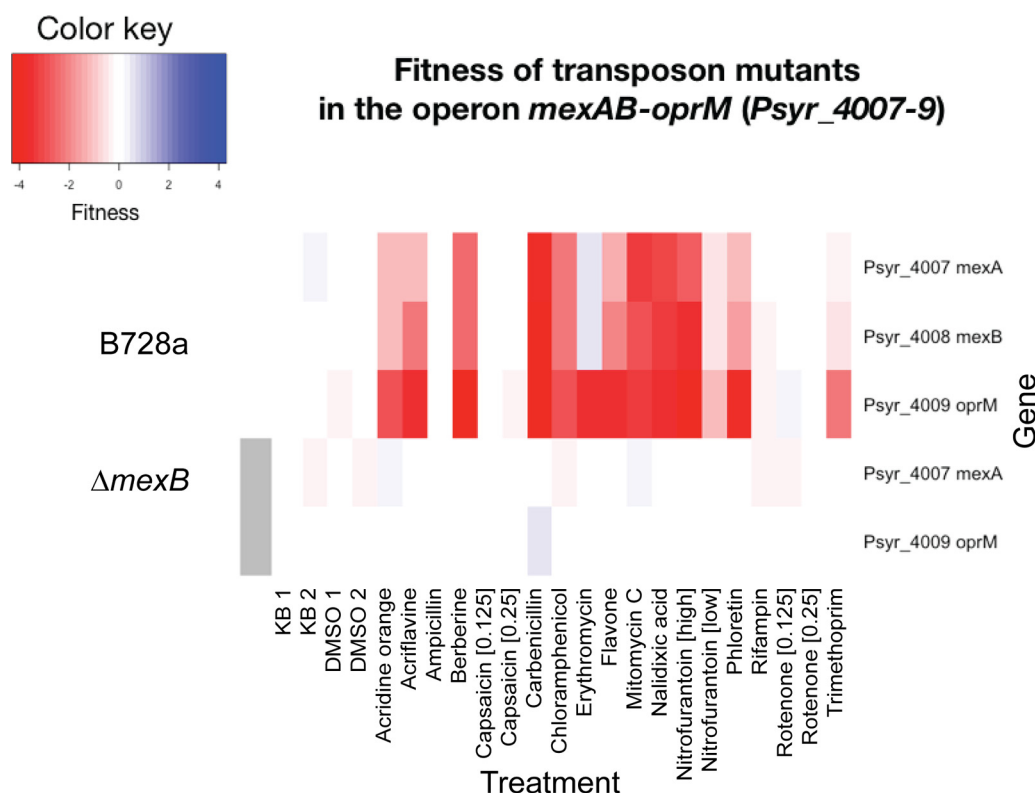 Color key
-4 -2 0 2 4
Fitness
Fitness of transposon mutants
in the operon mexAB-oprM (Psyr_4007-9)
B728a
ΔmexB
Psyr_4007 mexA
Psyr_4008 mexB
Psyr_4009 oprM
Psyr_4007 mexA
Psyr_4009 oprM
Gene
KB 1
KB 2
DMSO 1
DMSO 2
Acridine orange
Acriflavine
Ampicillin
Berberine
Capsaicin [0.125]
Capsaicin [0.25]
Carbenicillin
Chloramphenicol
Erythromycin
Flavone
Mitomycin C
Nalidixic acid
Nitrofurantoin [high]
Nitrofurantoin [low]
Phloretin
Rifampin
Rotenone [0.125]
Rotenone [0.25]
Trimethoprim
Treatment